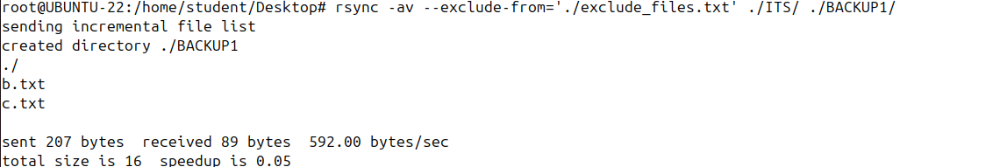 root@UBUNTU-22:/home/student/Desktop# rsync -av --exclude-from='./exclude_files.txt' ./ITS/ ./BACKUP1/
sending incremental file list
created directory ./BACKUP1
./
b.txt
c.txt

sent 207 bytes  received 89 bytes  592.00 bytes/sec
total size is 16  speedup is 0.05